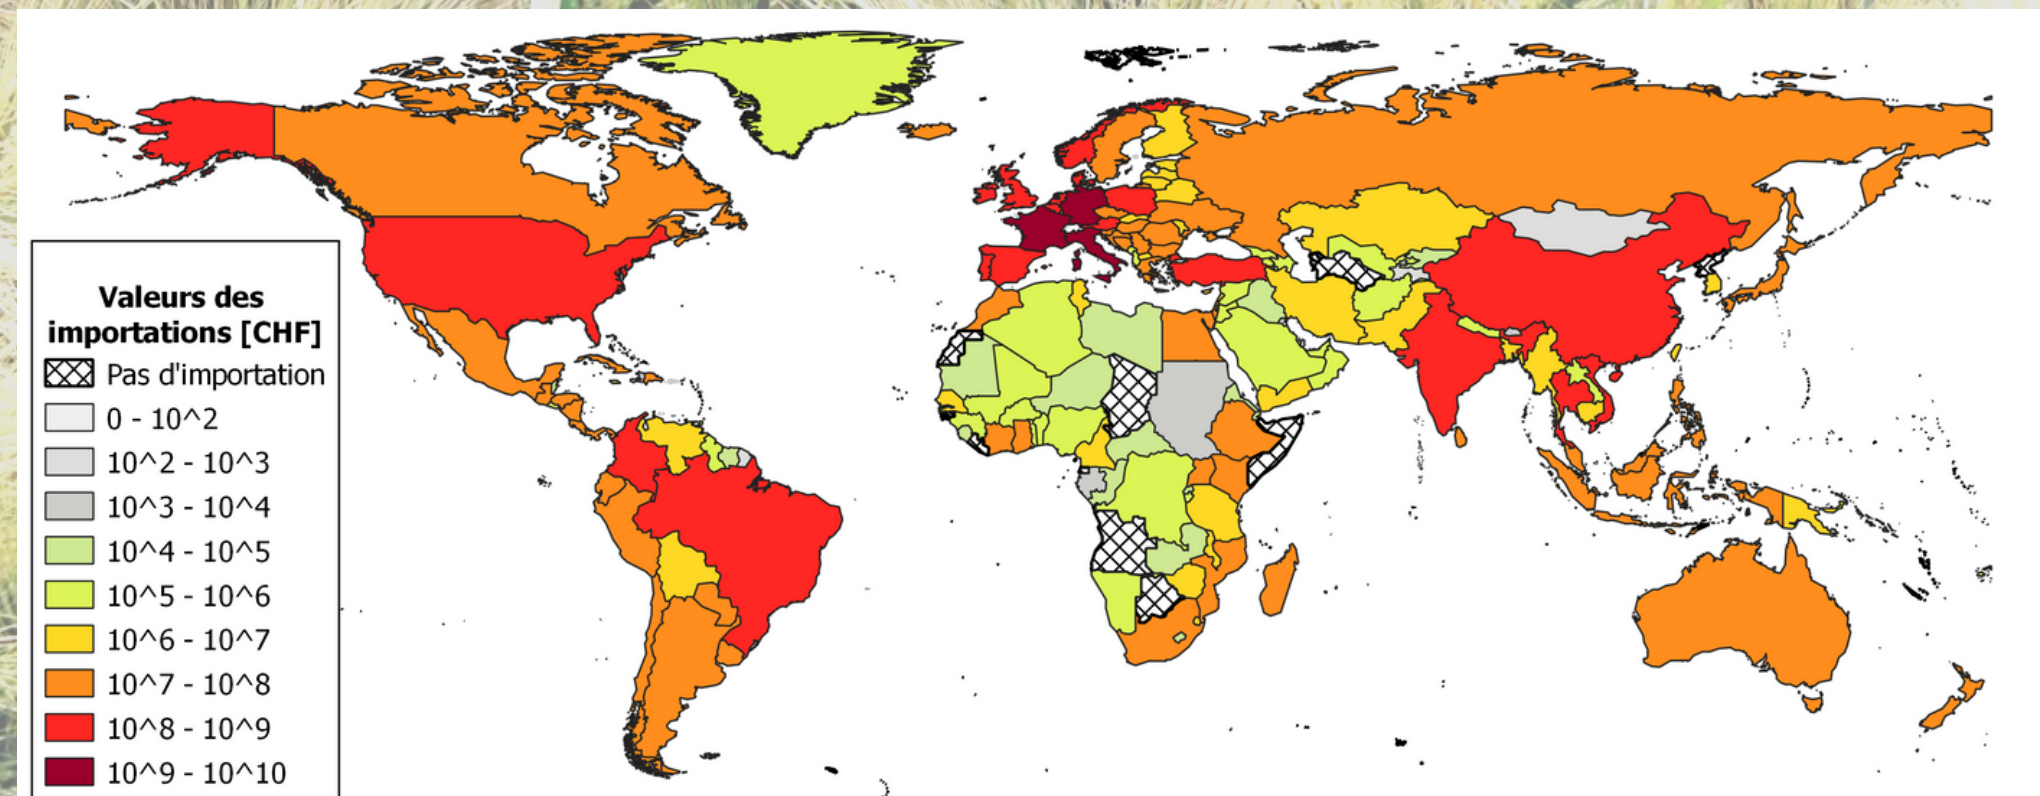 Valeurs des
importations [CHF]
Pas d'importation
0 - 10^2
10^2 - 10^3
10^3 - 10^4
10^4 - 10^5
10^5 - 10^6
10^6 - 10^7
10^7 - 10^8
10^8 - 10^9
10^9 - 10^10